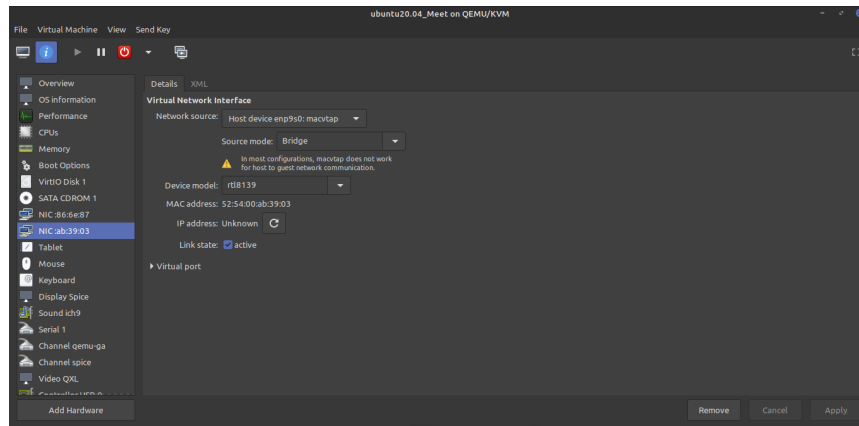 ubuntu20.04_Meet on QEMU/KVM
File Virtual Machine View Send Key
Overview
OS information
Performance
CPUs
Memory
Boot Options
VirtIO Disk 1
SATA CDROM 1
NIC :86:6e:87
NIC :ab:39:03
Tablet
Mouse
Keyboard
Display Spice
Sound ich9
Serial 1
Channel qemu-ga
Channel spice
Video QXL
Controller USB 0
Add Hardware
Details XML
Virtual Network Interface
Network source: Host device enp9s0: macvtap
Source mode: Bridge
In most configurations, macvtap does not work
for host to guest network communication.
Device model: rtl8139
MAC address: 52:54:00:ab:39:03
IP address: Unknown
Link state: active
Virtual port
Remove Cancel Apply